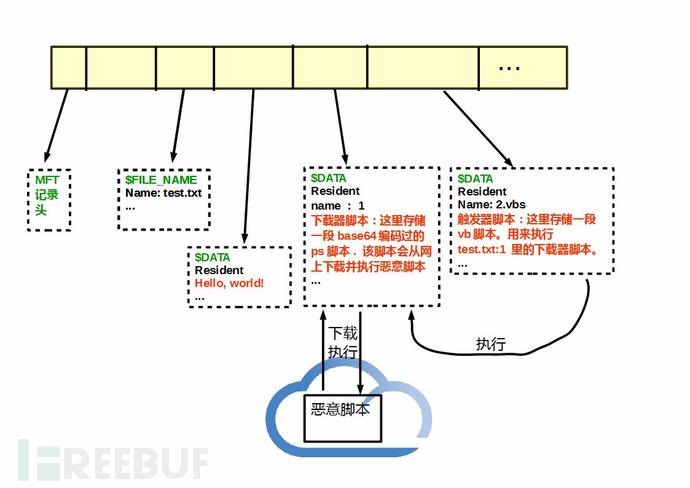 ...
MFT
记录
头
$FILE_NAME
Name: test.txt
...
$DATA
Resident
Hello, world!
...
$DATA
Resident
name : 1
下载器脚本：这里存储
一段 base64 编码过的
ps 脚本 . 该脚本会从网
上下载并执行恶意脚本
...
$DATA
Resident
Name: 2.vbs
触发器脚本：这里存储一段
vb 脚本。用来执行
test.txt:1 里的下载器脚本。
...
下载
执行
执行
恶意脚本
FREEBUF